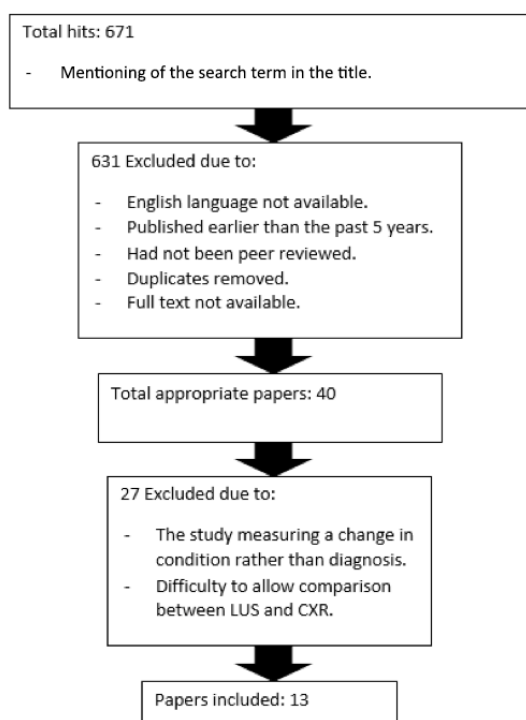 Total hits: 671
- Mentioning of the search term in the title.
631 Excluded due to:
- English language not available.
- Published earlier than the past 5 years.
- Had not been peer reviewed.
- Duplicates removed.
- Full text not available.
Total appropriate papers: 40
27 Excluded due to:
- The study measuring a change in
condition rather than diagnosis.
- Difficulty to allow comparison
between LUS and CXR.
Papers included: 13